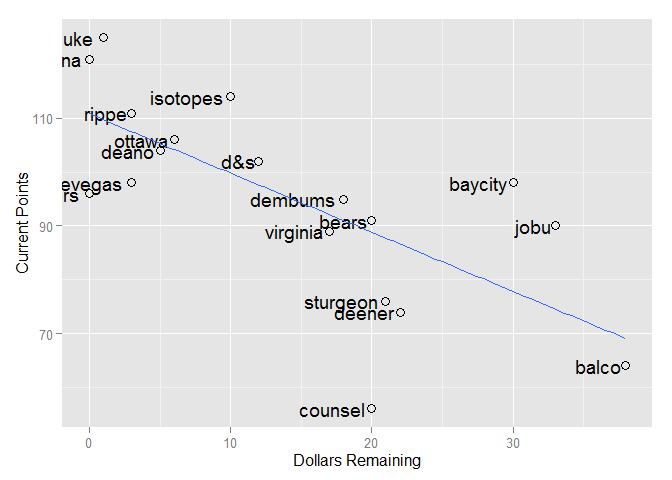 uke
na
isotopes
rippe
110
ottawa
deano
d&s
evegas
baycity
rs
dembums
90
bears
jobu
virginia
sturgeon
deener
70
balco
counsel
0
10
20
30
Dollars Remaining
Current Points